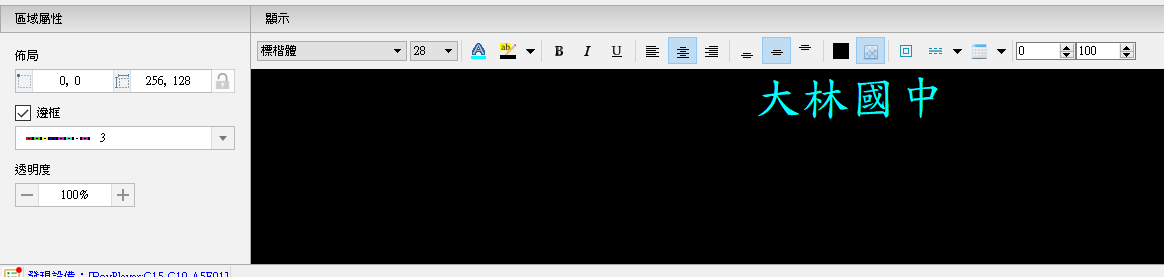 區域屬性
顯示
標楷體 28 B I U 0 100
佈局
0, 0 256, 128
邊框
3
透明度
100%
大林國中